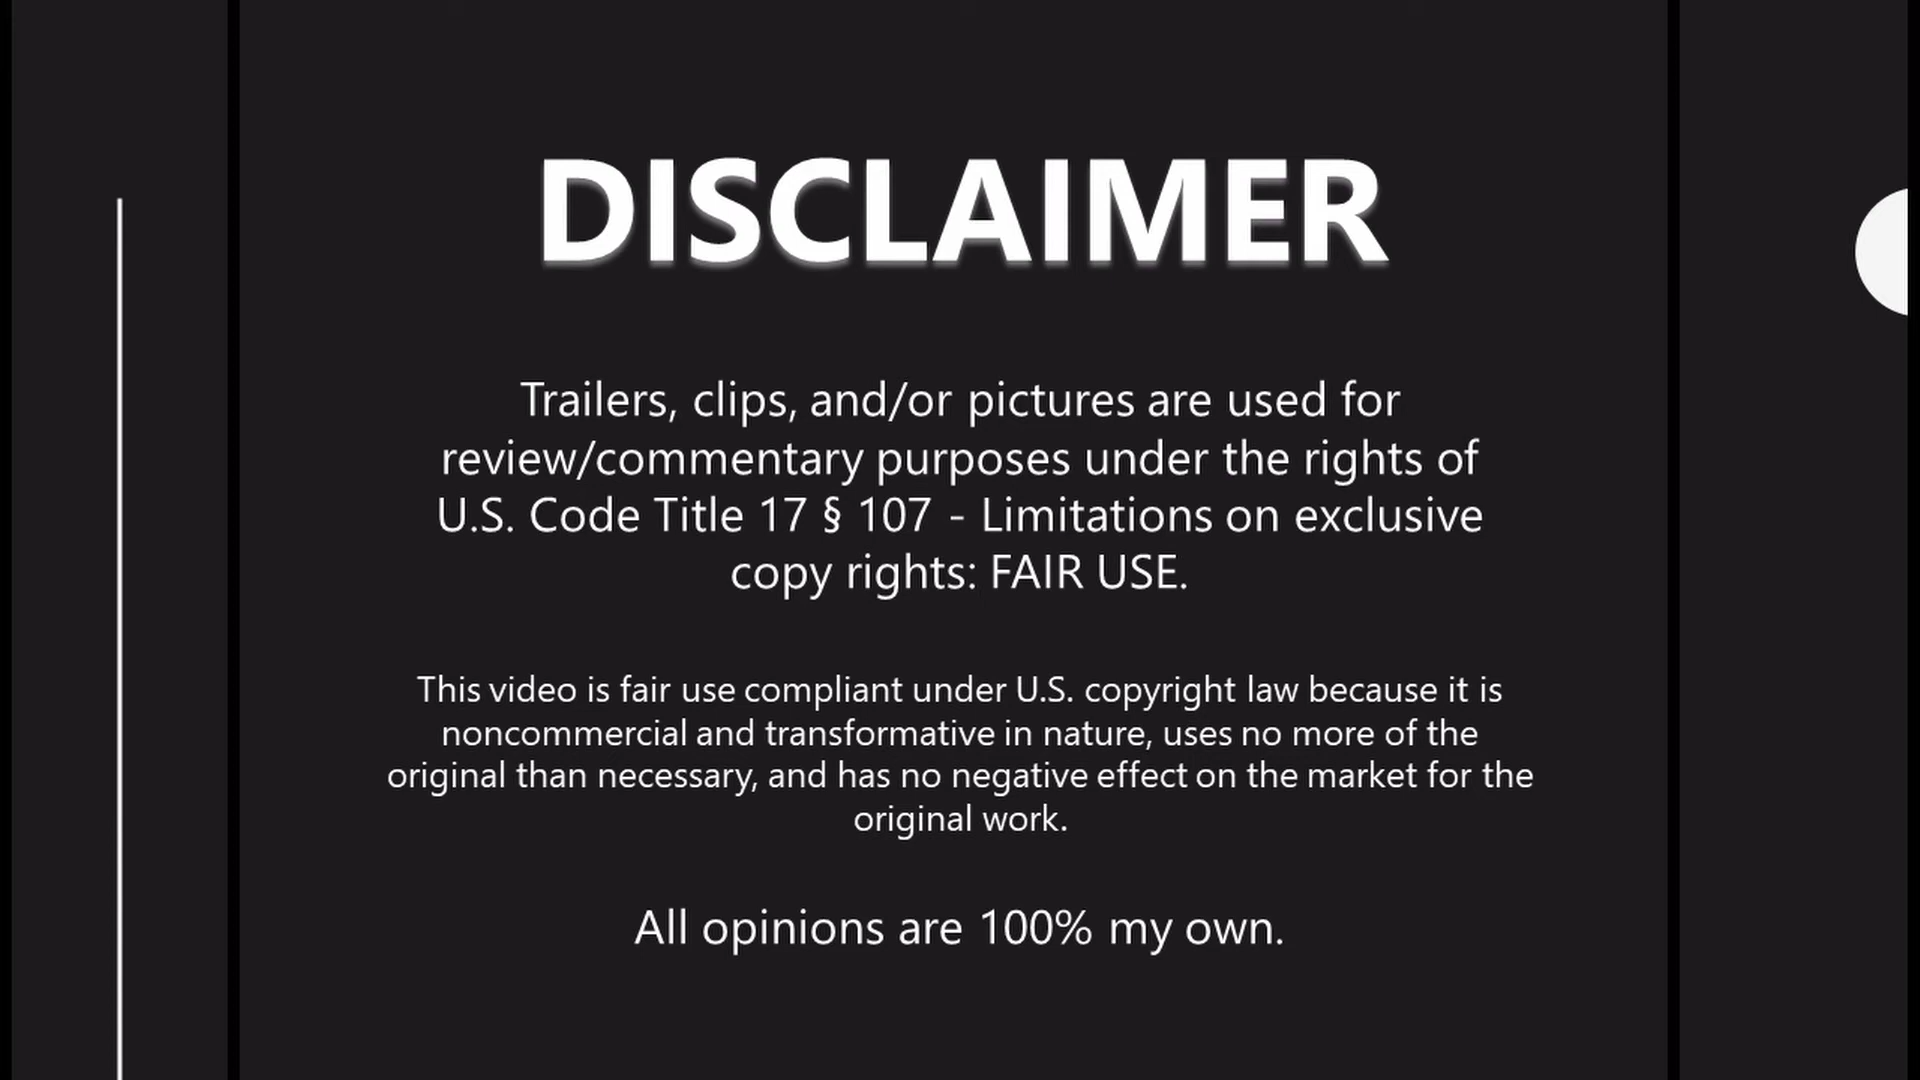 DISCLAIMER
Trailers, clips, and/or pictures are used for
review/commentary purposes under the rights of
U.S. Code Title 17 § 107 - Limitations on exclusive
copy rights: FAIR USE.
This video is fair use compliant under U.S. copyright law because it is
noncommercial and transformative in nature, uses no more of the
original than necessary, and has no negative effect on the market for the
original work.
All opinions are 100% my own.